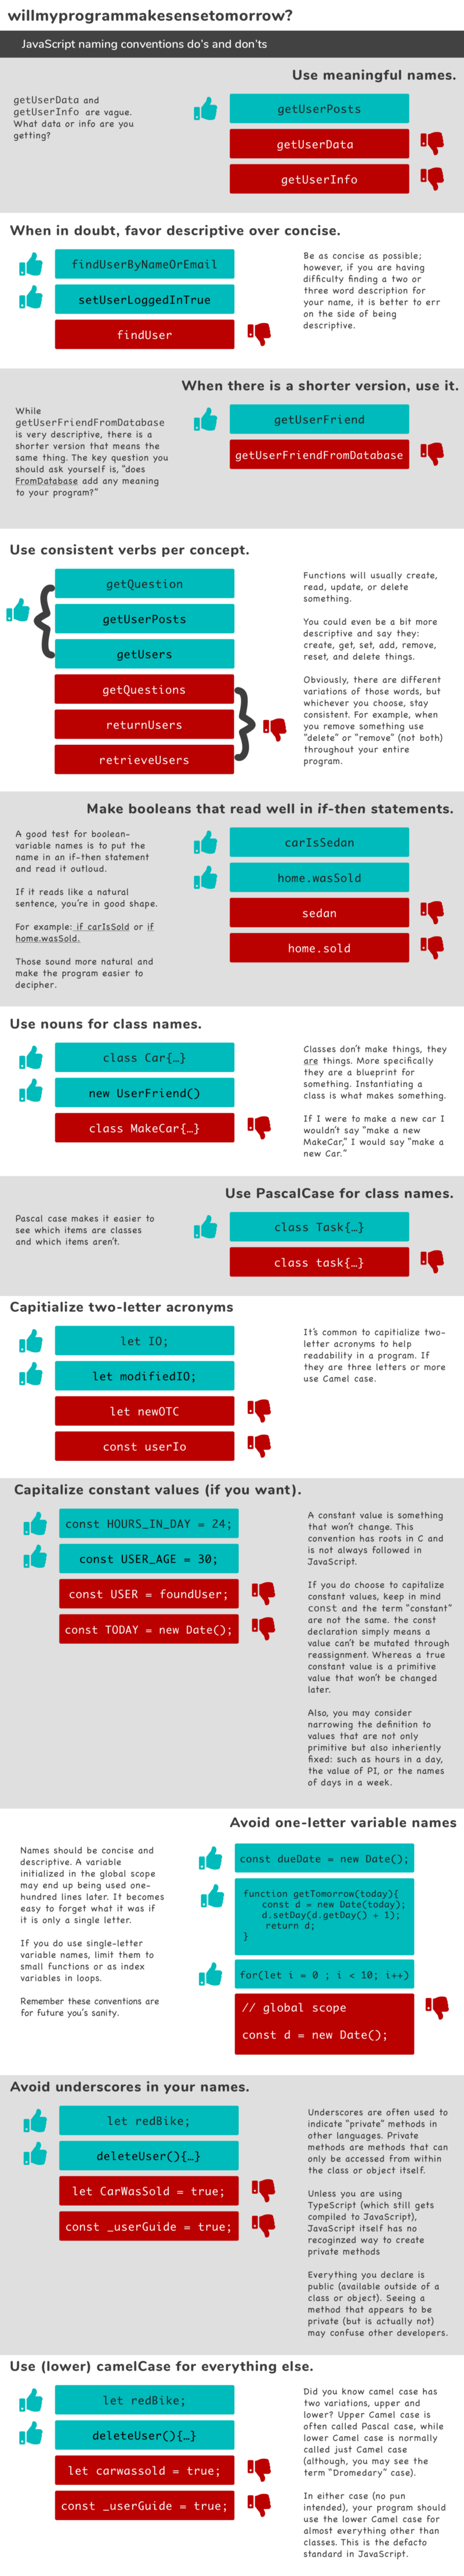 willmyprogrammakesensetomorrow?
JavaScript naming conventions do's and don'ts
Use meaningful names.
getUserData and
getUserInfo are vague.
What data or info are you
getting?
getUserPosts
getUserData
getUserInfo
When in doubt, favor descriptive over concise.
findUserByNameOrEmail
setUserLoggedInTrue
findUser
Be as concise as possible;
however, if you are having
difficulty finding a two or
three word description for
your name, it is better to err
on the side of being
descriptive.
When there is a shorter version, use it.
While
getUserFriendFromDatabase
is very descriptive, there is a
shorter version that means the
same thing. The key question you
should ask yourself is, "does
FromDatabase add any meaning
to your program?"
getUserFriend
getUserFriendFromDatabase
Use consistent verbs per concept.
getQuestion
getUserPosts
getUsers
getQuestions
returnUsers
retrieveUsers
Functions will usually create,
read, update, or delete
something.
You could even be a bit more
descriptive and say they:
create, get, set, add, remove,
reset, and delete things.
Obviously, there are different
variations of those words, but
whichever you choose, stay
consistent. For example, when
you remove something use
"delete" or "remove" (not both)
throughout your entire
program.
Make booleans that read well in if-then statements.
A good test for boolean-
variable names is to put the
name in an if-then statement
and read it outloud.
If it reads like a natural
sentence, you're in good shape.
For example: if carIsSold or if
home.wasSold.
Those sound more natural and
make the program easier to
decipher.
carIsSedan
home.wasSold
sedan
home.sold
Use nouns for class names.
class Car{…}
new UserFriend()
class MakeCar{…}
Classes don't make things, they
are things. More specifically
they are a blueprint for
something. Instantiating a
class is what makes something.
If I were to make a new car I
wouldn't say "make a new
MakeCar," I would say "make a
new Car."
Use PascalCase for class names.
Pascal case makes it easier to
see which items are classes
and which items aren't.
class Task{…}
class task{…}
Capitialize two-letter acronyms
let IO;
let modifiedIO;
let newOTC
const userIo
It's common to capitialize two-
letter acronyms to help
readability in a program. If
they are three letters or more
use Camel case.
Capitalize constant values (if you want).
const HOURS_IN_DAY = 24;
const USER_AGE = 30;
const USER = foundUser;
const TODAY = new Date();
A constant value is something
that won't change. This
convention has roots in C and
is not always followed in
JavaScript.
If you do choose to capitalize
constant values, keep in mind
const and the term "constant"
are not the same. the const
declaration simply means a
value can't be mutated through
reassignment. Whereas a true
constant value is a primitive
value that won't be changed
later.
Also, you may consider
narrowing the definition to
values that are not only
primitive but also inheriently
fixed: such as hours in a day,
the value of PI, or the names
of days in a week.
Avoid one-letter variable names
Names should be concise and
descriptive. A variable
initialized in the global scope
may end up being used one-
hundred lines later. It becomes
easy to forget what it was if
it is only a single letter.
If you do use single-letter
variable names, limit them to
small functions or as index
variables in loops.
Remember these conventions are
for future you's sanity.
const dueDate = new Date();
function getTomorrow(today){
const d = new Date(today);
d.setDay(d.getDay() + 1);
return d;
}
for(let i = 0 ; i < 10; i++)
// global scope
const d = new Date();
Avoid underscores in your names.
let redBike;
deleteUser(){…}
let CarWasSold = true;
const _userGuide = true;
Underscores are often used to
indicate "private" methods in
other languages. Private
methods are methods that can
only be accessed from within
the class or object itself.
Unless you are using
TypeScript (which still gets
compiled to JavaScript),
JavaScript itself has no
recoginzed way to create
private methods
Everything you declare is
public (available outside of a
class or object). Seeing a
method that appears to be
private (but is actually not)
may confuse other developers.
Use (lower) camelCase for everything else.
let redBike;
deleteUser(){…}
let carwassold = true;
const _userGuide = true;
Did you know camel case has
two variations, upper and
lower? Upper Camel case is
often called Pascal case, while
lower Camel case is normally
called just Camel case
(although, you may see the
term "Dromedary" case).
In either case (no pun
intended), your program should
use the lower Camel case for
almost everything other than
classes. This is the defacto
standard in JavaScript.